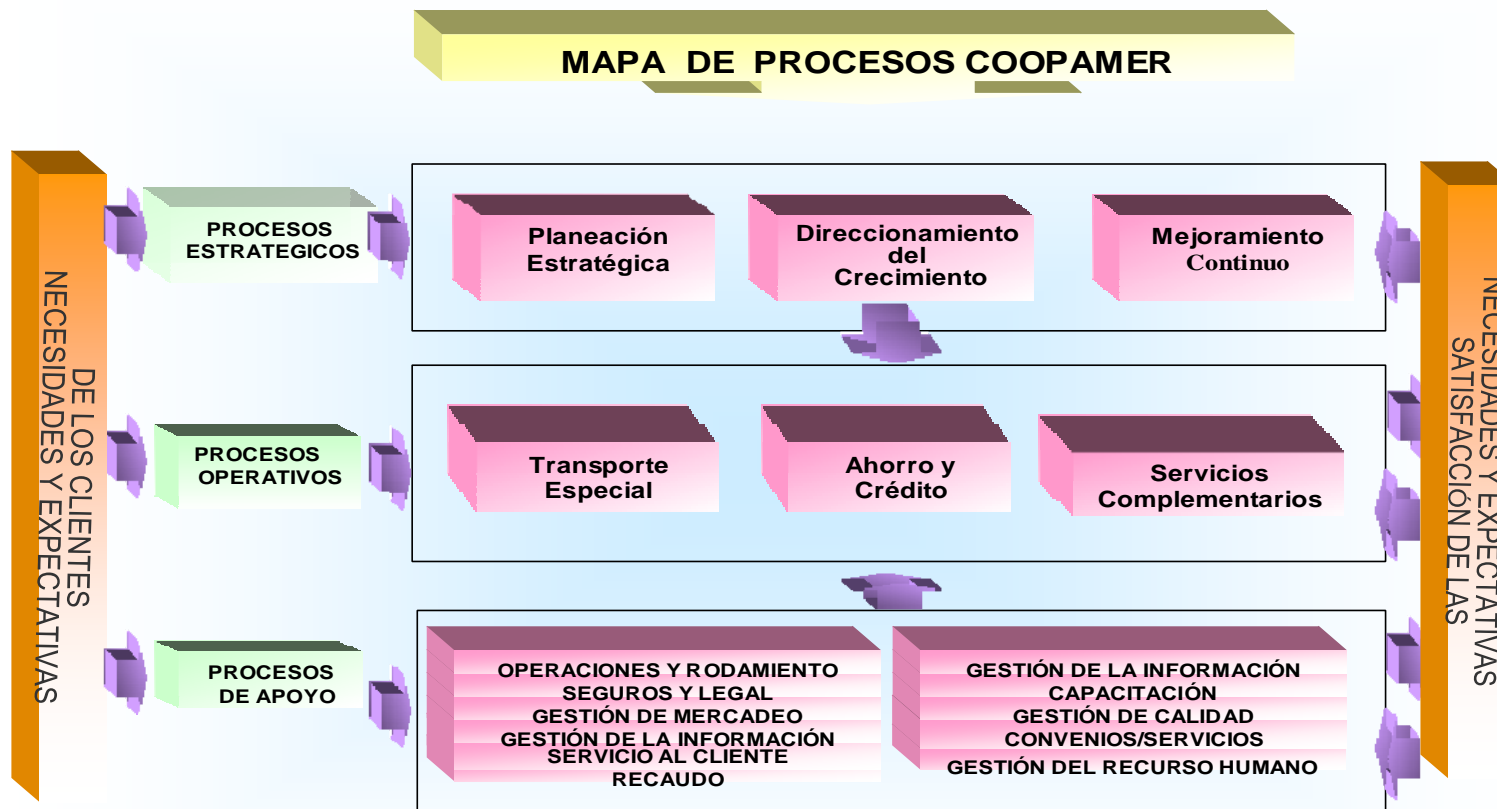 MAPA DE PROCESOS COOPAMER
NECESIDADES Y EXPECTATIVAS
DE LOS CLIENTES
PROCESOS
ESTRATEGICOS
Planeación
Estratégica
Direccionamiento
del
Crecimiento
Mejoramiento
Continuo
PROCESOS
OPERATIVOS
Transporte
Especial
Ahorro y
Crédito
Servicios
Complementarios
PROCESOS
DE APOYO
OPERACIONES Y RODAMIENTO
SEGUROS Y LEGAL
GESTIÓN DE MERCADEO
GESTIÓN DE LA INFORMACIÓN
SERVICIO AL CLIENTE
RECAUDO
GESTIÓN DE LA INFORMACIÓN
CAPACITACIÓN
GESTIÓN DE CALIDAD
CONVENIOS/SERVICIOS
GESTIÓN DEL RECURSO HUMANO
SATISFACCIÓN DE LAS
NECESIDADES Y EXPECTATIVAS